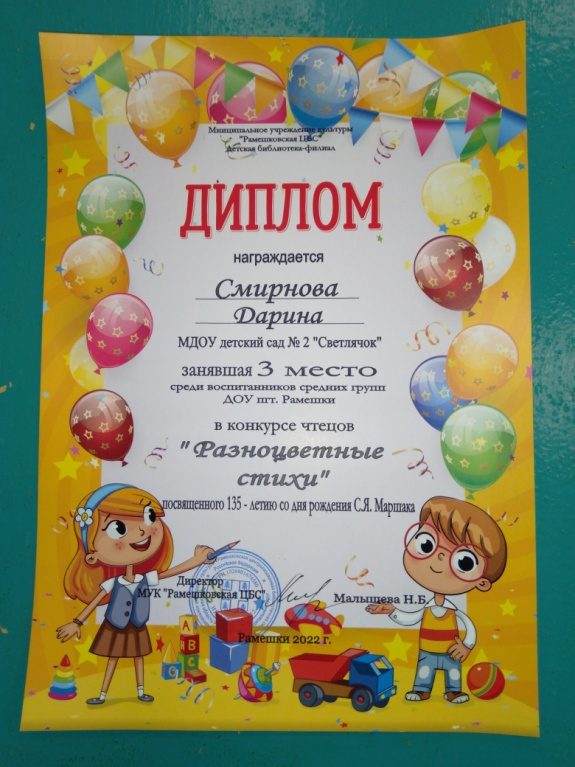 Мниципальное учреждение культуры
"Рамешковская ЦБС"
Детская библиотека-филиал
ДИПЛОМ
награждается
Смирнова
Дарина
МДОУ детский сад № 2 "Светлячок"
занявшая 3 место
среди воспитанников средних групп
ДОУ пгт. Рамешки
в конкурсе чтецов
"Разноцветные
стихи"
посвященного 135 - летию со дня рождения С.Я. Маршака
Директор
МУК "Рамешковская ЦБС"
Малышева Н.Б.
Рамешки 2022 г.
A
B
C